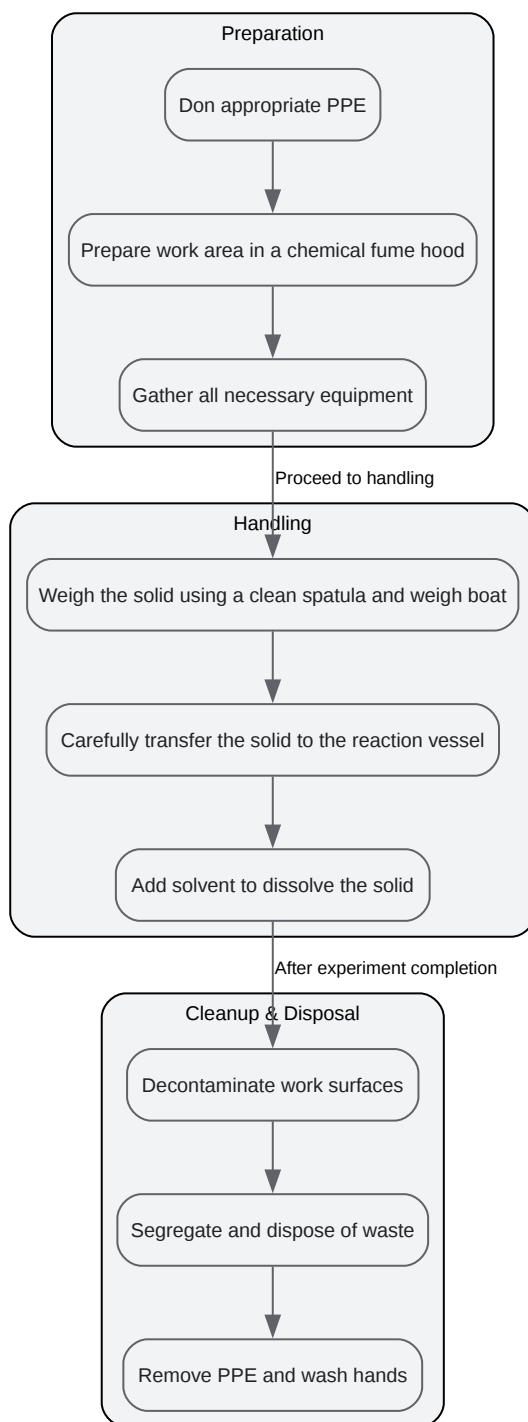 Preparation
Don appropriate PPE
Prepare work area in a chemical fume hood
Gather all necessary equipment
Proceed to handling
Handling
Weigh the solid using a clean spatula and weigh boat
Carefully transfer the solid to the reaction vessel
Add solvent to dissolve the solid
After experiment completion
Cleanup & Disposal
Decontaminate work surfaces
Segregate and dispose of waste
Remove PPE and wash hands